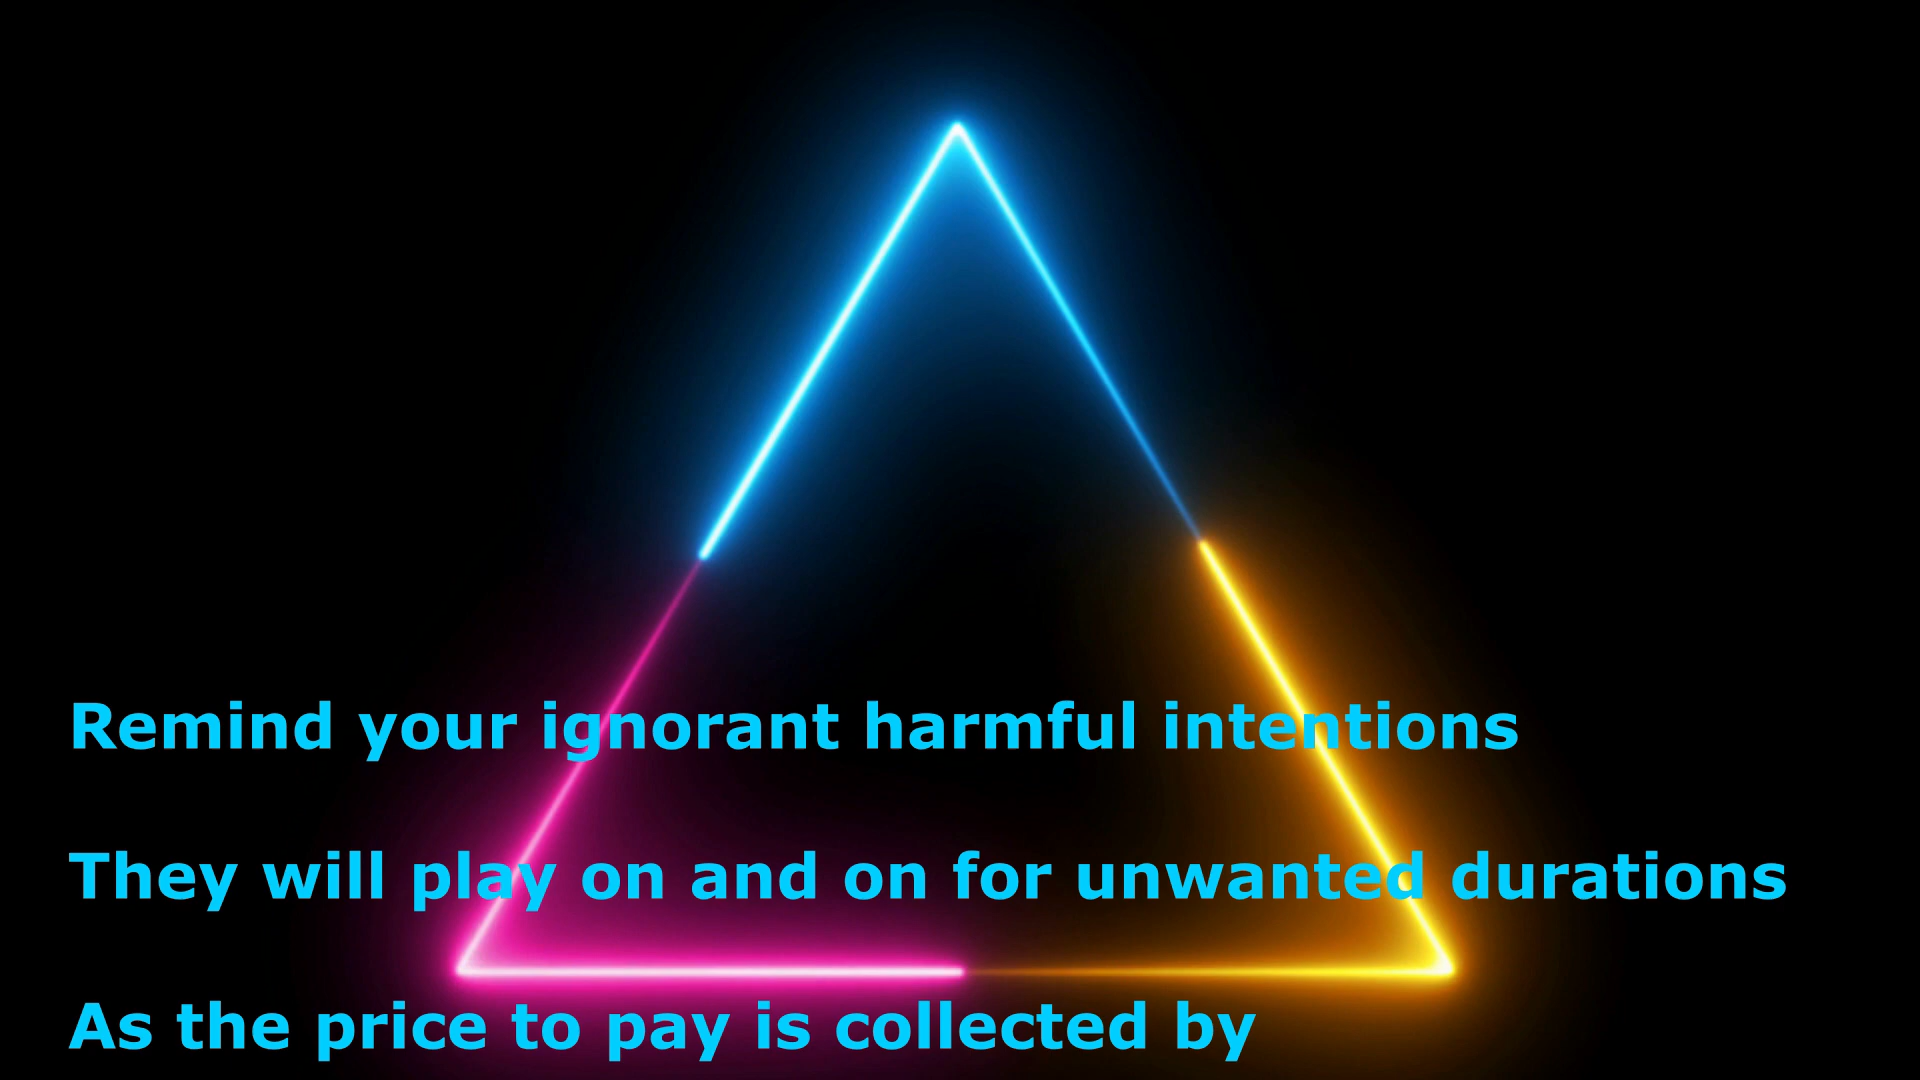 Remind your ignorant harmful intentions
They will play on and on for unwanted durations
As the price to pay is collected by